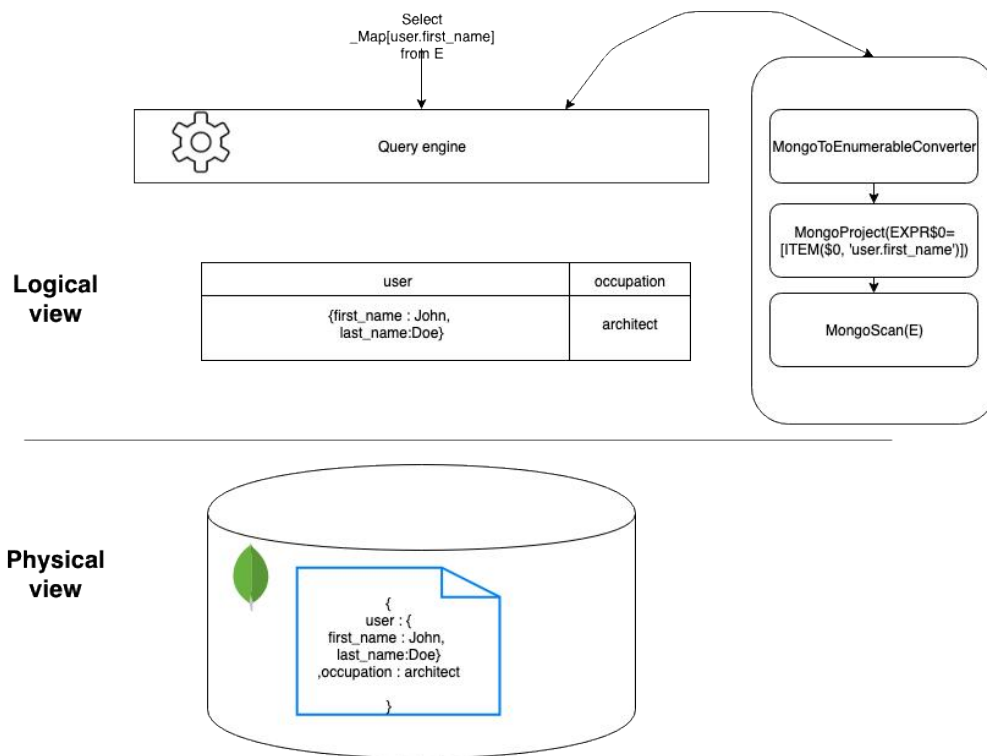 Select
_Map[user.first_name]
from E
Query engine
MongoToEnumerableConverter
MongoProject(EXPR$0=
[ITEM($0, 'user.first_name')])
MongoScan(E)
Logical
view
user
occupation
{first_name : John,
last_name:Doe}
architect
Physical
view
{
user : {
first_name : John,
last_name:Doe}
,occupation : architect
}